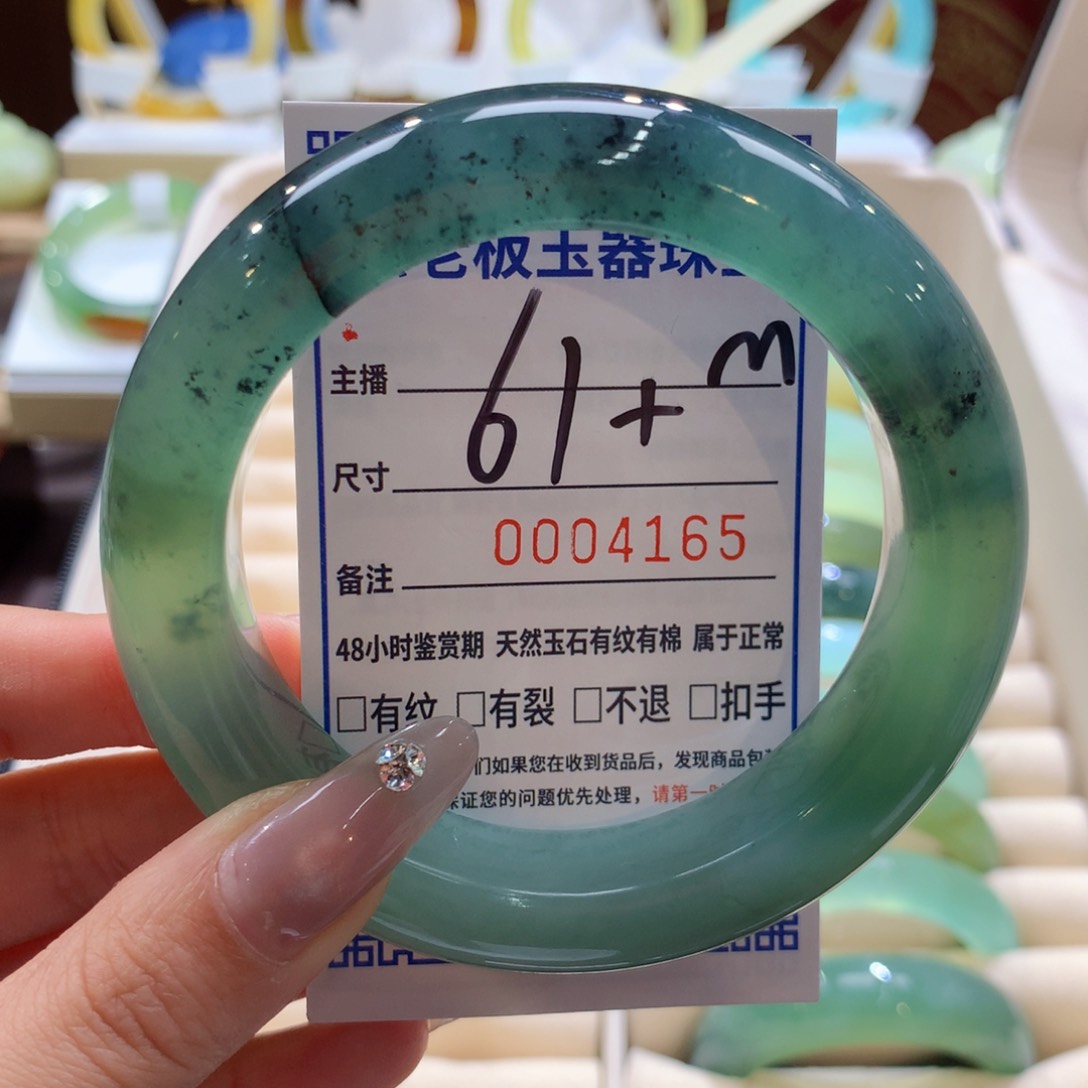 板玉器珠
主播
M
尺寸 61+
备注 0004165
48小时鉴赏期 天然玉石有纹有棉 属于正常
□有纹 □有裂 □不退 □扣手
们如果您在收到货品后，发现商品包
证您的问题优先处理，请第一